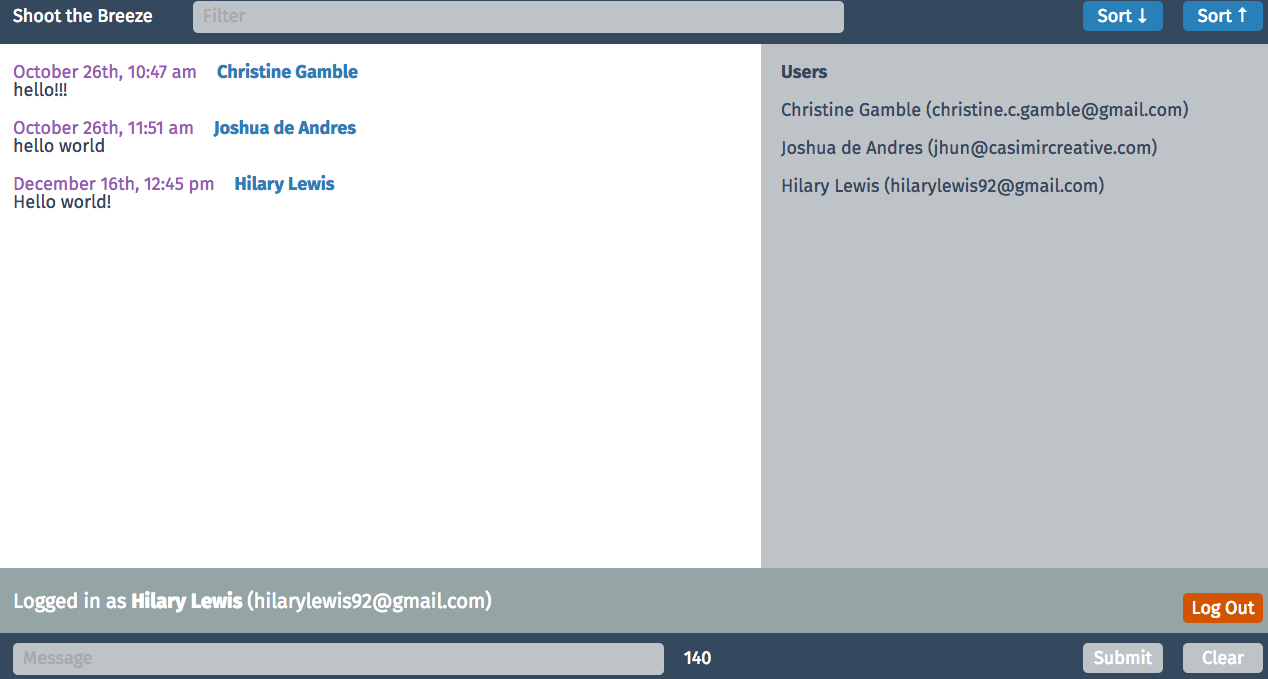 Shoot the Breeze Filter Sort ↓ Sort ↑
October 26th, 10:47 am Christine Gamble
hello!!!
October 26th, 11:51 am Joshua de Andres
hello world
December 16th, 12:45 pm Hilary Lewis
Hello world!
Users
Christine Gamble (christine.c.gamble@gmail.com)
Joshua de Andres (jhun@casimircreative.com)
Hilary Lewis (hilarylewis92@gmail.com)
Logged in as Hilary Lewis (hilarylewis92@gmail.com) Log Out
Message 140 Submit Clear